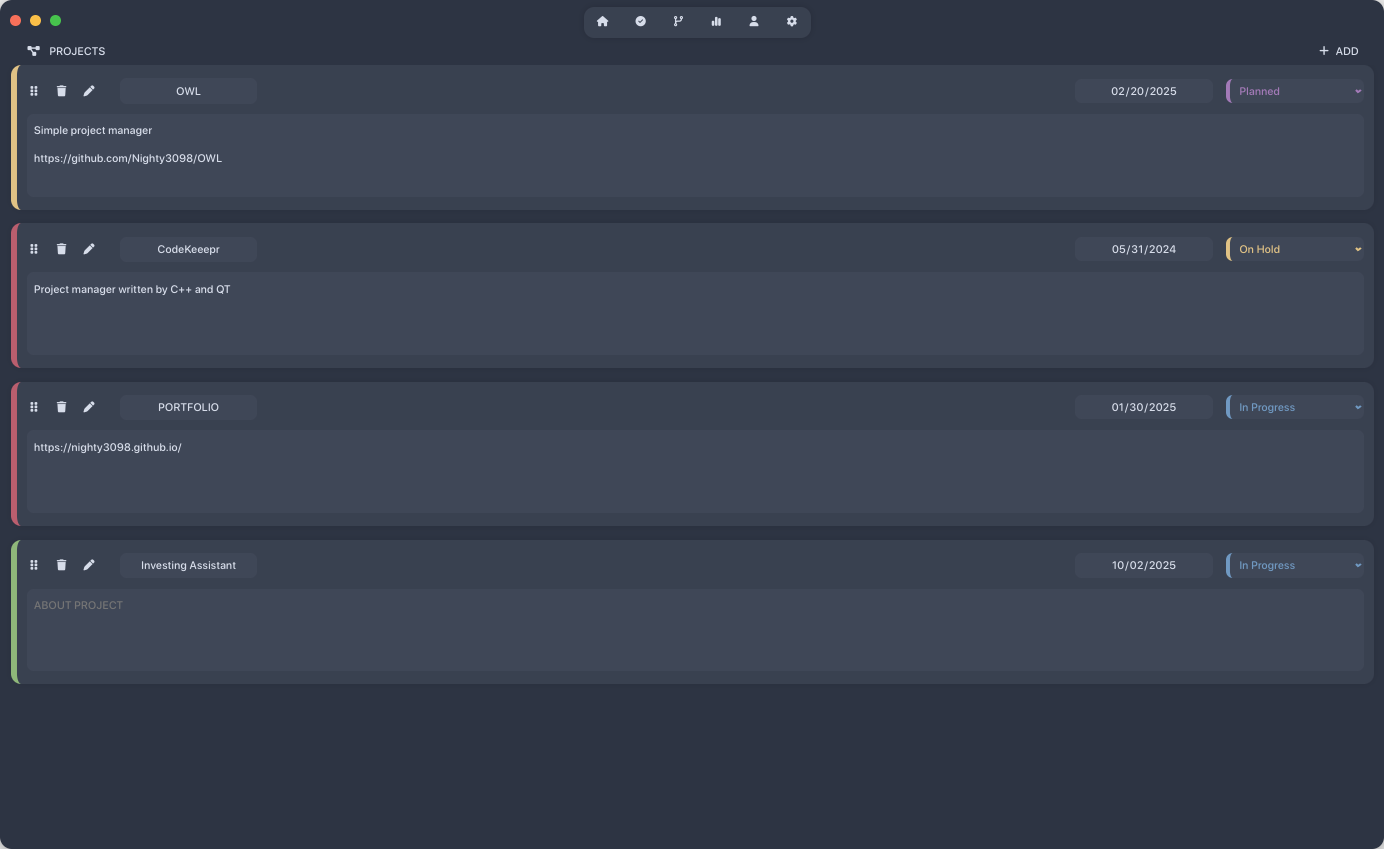 PROJECTS
ADD
OWL
02/20/2025
Planned
Simple project manager
https://github.com/Nighty3098/OWL
CodeKeeepr
05/31/2024
On Hold
Project manager written by C++ and QT
PORTFOLIO
01/30/2025
In Progress
https://nighty3098.github.io/
Investing Assistant
10/02/2025
In Progress
ABOUT PROJECT